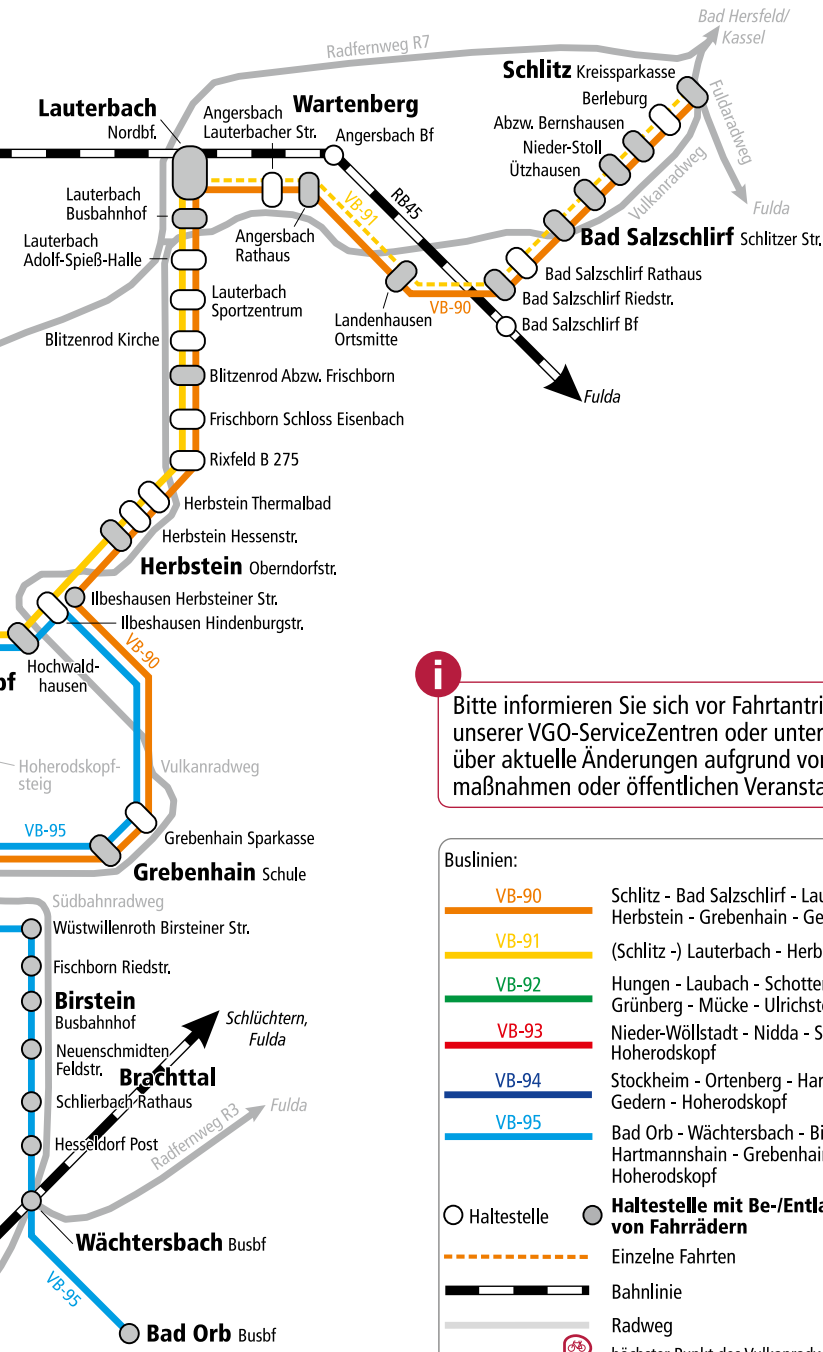 Bad Hersfeld/
Kassel
Radfernweg R7
Schlitz Kreissparkasse
Berleburg
Abzw. Bernshausen
Nieder-Stoll
Ützhausen
Fuldaradweg
Vulkanradweg
Fulda
Lauterbach
Nordbf.
Angersbach
Lauterbacher Str.
Wartenberg
Angersbach Bf
RB45
VB-91
Lauterbach
Busbahnhof
Lauterbach
Adolf-Spieß-Halle
Angersbach
Rathaus
Bad Salzschlirf Schlitzer Str.
Bad Salzschlirf Rathaus
Bad Salzschlirf Riedstr.
VB-90
Bad Salzschlirf Bf
Landenhausen
Ortsmitte
Fulda
Lauterbach
Sportzentrum
Blitzenrod Kirche
Blitzenrod Abzw. Frischborn
Frischborn Schloss Eisenbach
Rixfeld B 275
Herbstein Thermalbad
Herbstein Hessenstr.
Herbstein Oberndorfstr.
Ilbeshausen Herbsteiner Str.
Ilbeshausen Hindenburgstr.
VB-90
Hochwald-
hausen
pf
Hoherodskopf-
steig
Vulkanradweg
VB-95
Grebenhain Sparkasse
Grebenhain Schule
Südbahnradweg
Wüstwillenroth Birsteiner Str.
Fischborn Riedstr.
Birstein
Busbahnhof
Neuenschmidten
Feldstr.
Brachttal
Schlierbach Rathaus
Hesseldorf Post
Schlüchtern,
Fulda
Radfernweg R3
Fulda
Wächtersbach Busbf
VB-95
Bad Orb Busbf
i
Bitte informieren Sie sich vor Fahrtantri
unserer VGO-ServiceZentren oder unter
über aktuelle Änderungen aufgrund vo
maßnahmen oder öffentlichen Veransta
Buslinien:
VB-90 Schlitz - Bad Salzschlirf - Lau
Herbstein - Grebenhain - Ge
VB-91 (Schlitz -) Lauterbach - Herb
VB-92 Hungen - Laubach - Schotten
Grünberg - Mücke - Ulrichste
VB-93 Nieder-Wöllstadt - Nidda - S
Hoherodskopf
VB-94 Stockheim - Ortenberg - Har
Gedern - Hoherodskopf
VB-95 Bad Orb - Wächtersbach - Bi
Hartmannshain - Grebenhai
Hoherodskopf
Haltestelle
Haltestelle mit Be-/Entla
von Fahrrädern
Einzelne Fahrten
Bahnlinie
Radweg